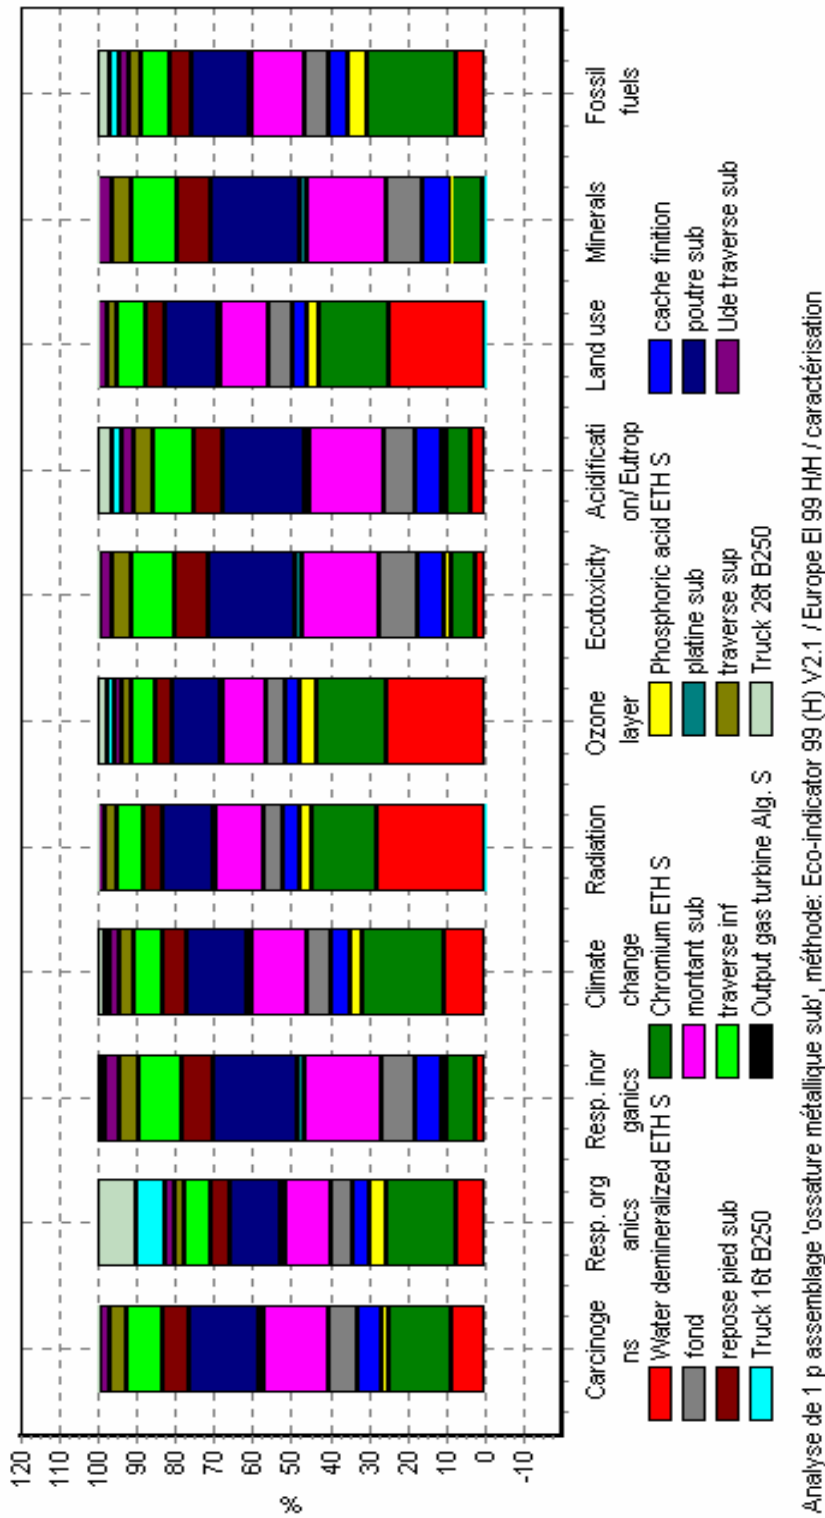 120
110
100
90
80
70
60
50
40
30
20
10
0
-10
%
Carcinoge
ns
Resp. org
anics
Resp. inor
ganics
Climate
change
Radiation
Ozone
layer
Ecotoxicity
Acidificati
on/ Eutrop
Land use
Minerals
Fossil
fuels
Water demineralized ETH S
Chromium ETH S
Phosphoric acid ETH S
cache finition
fond
montant sub
platine sub
poutre sub
repose pied sub
traverse inf
traverse sup
Ude traverse sub
Truck 16t B250
Output gas turbine Alg. S
Truck 28t B250
Analyse de 1 p assemblage 'ossature métallique sub', méthode: Eco-indicator 99 (H) V2.1 / Europe EI 99 H/H / caractérisation